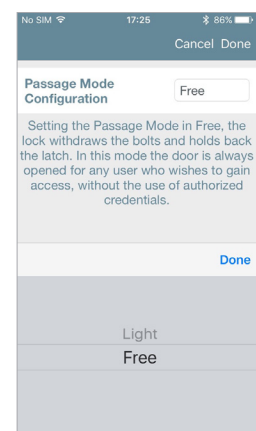 No SIM 17:25 86%
Cancel Done
Passage Mode
Configuration
Free
Setting the Passage Mode in Free, the
lock withdraws the bolts and holds back
the latch. In this mode the door is always
opened for any user who wishes to gain
access, without the use of authorized
credentials.
Done
Light
Free